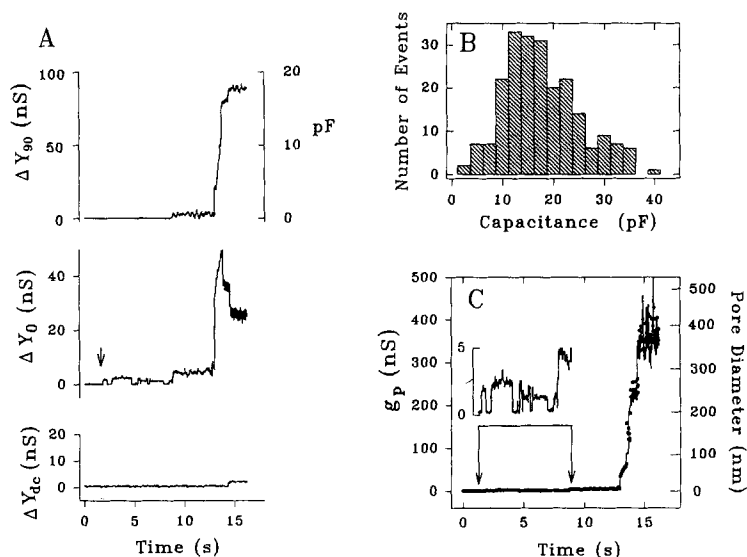 A
ΔY90 (nS)
100
50
0
20
10
0
pF
ΔY0 (nS)
40
20
0
ΔYdc (nS)
20
10
0
0 5 10 15
Time (s)
B
Number of Events
30
20
10
0
0 10 20 30 40
Capacitance (pF)
C
gp (nS)
500
400
300
200
100
0
5
0
500
400
300
200
100
0
Pore Diameter (nm)
0 5 10 15
Time (s)